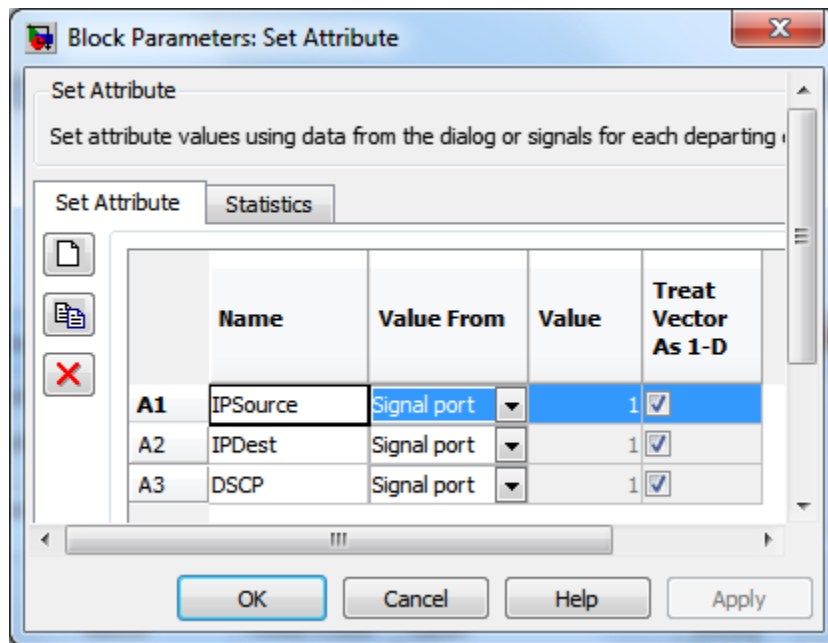 Block Parameters: Set Attribute
Set Attribute
Set attribute values using data from the dialog or signals for each departing
Set Attribute Statistics
Name Value From Value Treat Vector As 1-D
A1 IPSource Signal port 1
A2 IPDest Signal port 1
A3 DSCP Signal port 1
OK Cancel Help Apply